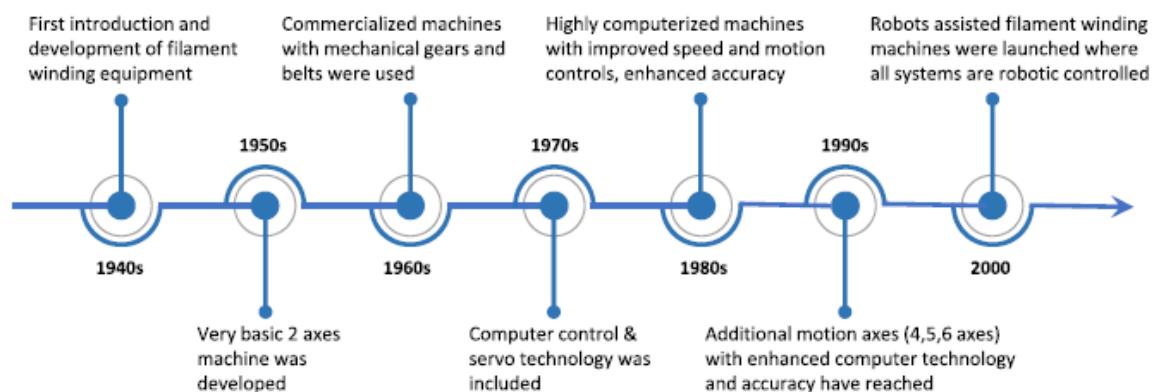 First introduction and
development of filament
winding equipment
Commercialized machines
with mechanical gears and
belts were used
Highly computerized machines
with improved speed and motion
controls, enhanced accuracy
Robots assisted filament winding
machines were launched where
all systems are robotic controlled
1950s
1970s
1990s
1940s
1960s
1980s
2000
Very basic 2 axes
machine was
developed
Computer control &
servo technology was
included
Additional motion axes (4,5,6 axes)
with enhanced computer technology
and accuracy have reached